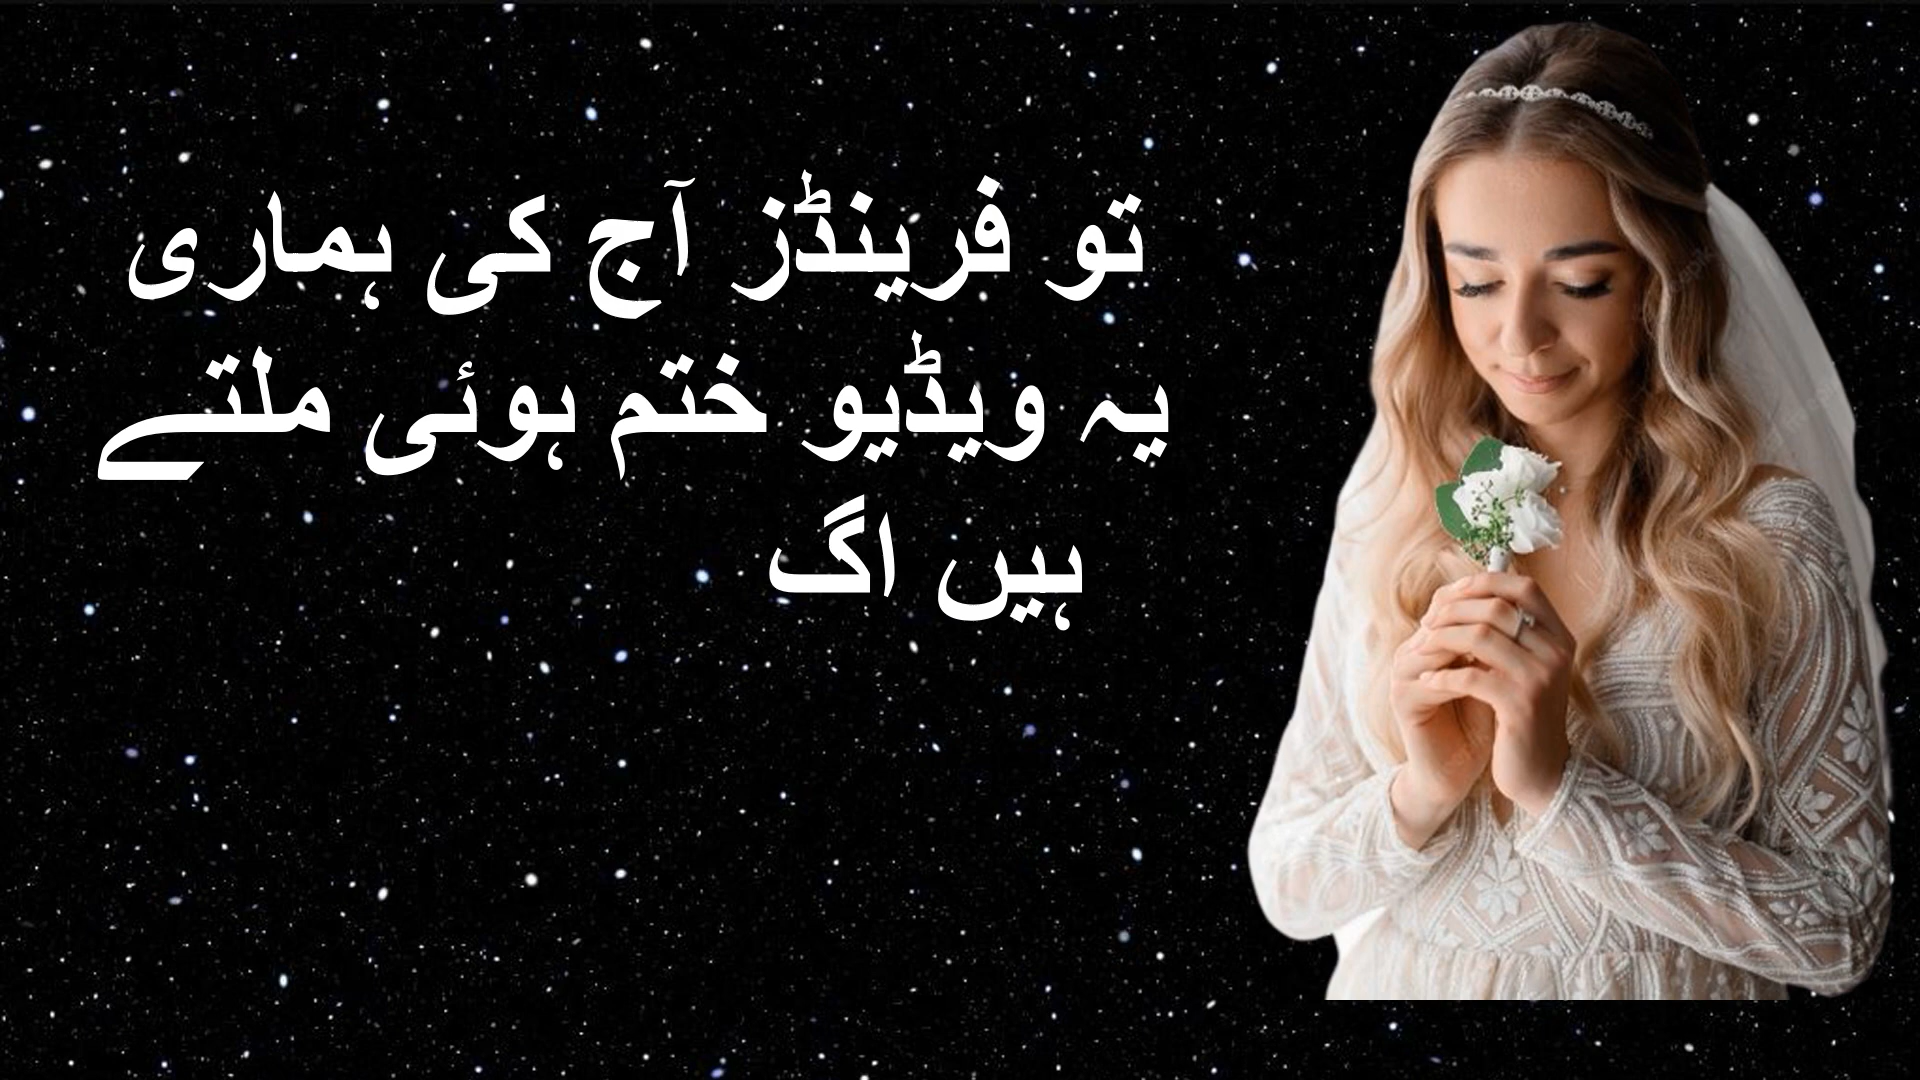 تو فرینڈز آج کی ہماری
یہ ویڈیو ختم ہوئی ملتے
ہیں اگ